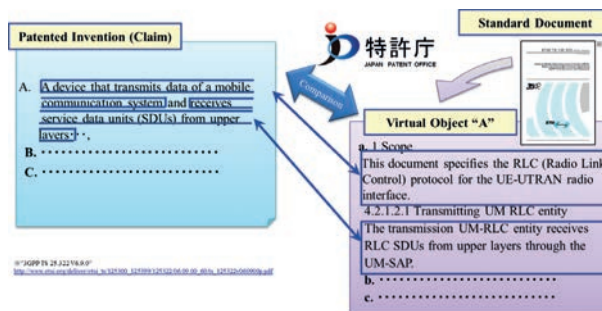 Patented Invention (Claim)
A. A device that transmits data of a mobile
communication system and receives
service data units (SDUs) from upper
layers・・,
B. ・・・・・・・・・・・・・・・・・・・・・・・・・・・
C. ・・・・・・・・・・・・・・・・・・・・・・・・・・・
特許庁
JAPAN PATENT OFFICE
Comparison
Standard Document
Virtual Object “A”
a. 1 Scope
This document specifies the RLC (Radio Link
Control) protocol for the UE-UTRAN radio
interface.
4.2.1.2.1 Transmitting UM RLC entity
The transmission UM-RLC entity receives
RLC SDUs from upper layers through the
UM-SAP.
b. ・・・・・・・・・・・・・・・・・・・・・・・・・・・
c. ・・・・・・・・・・・・・・・・・・・・・・・・・・・
※"3GPP TS 25.322 V6.9.0"